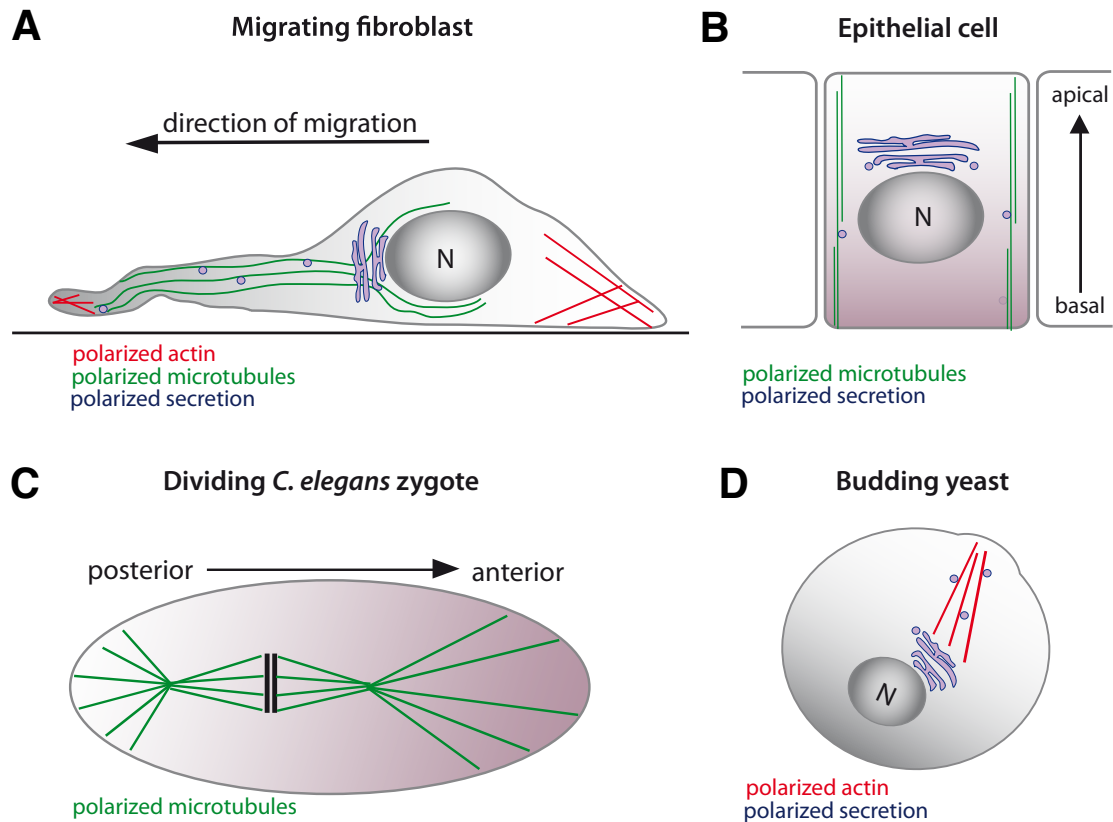 A
Migrating fibroblast
direction of migration
N
polarized actin
polarized microtubules
polarized secretion
B
Epithelial cell
apical
N
basal
polarized microtubules
polarized secretion
C
Dividing C. elegans zygote
posterior
anterior
polarized microtubules
D
Budding yeast
N
polarized actin
polarized secretion